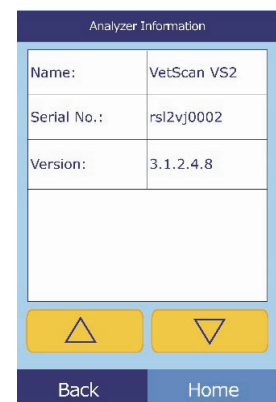 Analyzer Information
Name: VetScan VS2
Serial No.: rsl2vj0002
Version: 3.1.2.4.8
Back Home